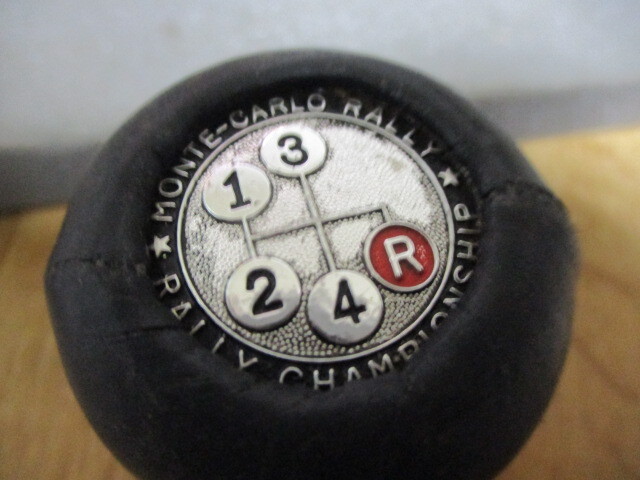 MONTE-CARLO RALLY
★ RALLY CHAMPIONSHIP ★
3
1
R
2
4